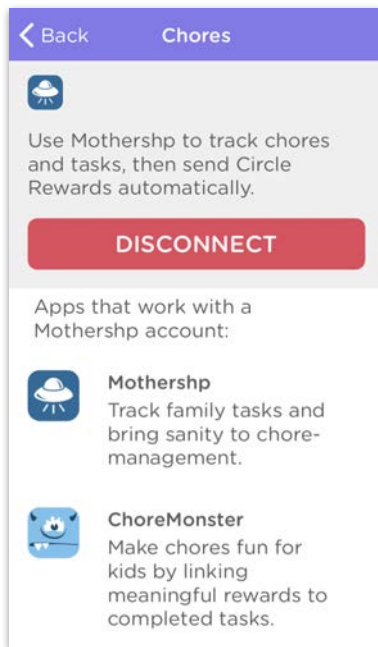 Back Chores
Use Mothershp to track chores
and tasks, then send Circle
Rewards automatically.
DISCONNECT
Apps that work with a
Mothershp account:
Mothershp
Track family tasks and
bring sanity to chore-
management.
ChoreMonster
Make chores fun for
kids by linking
meaningful rewards to
completed tasks.